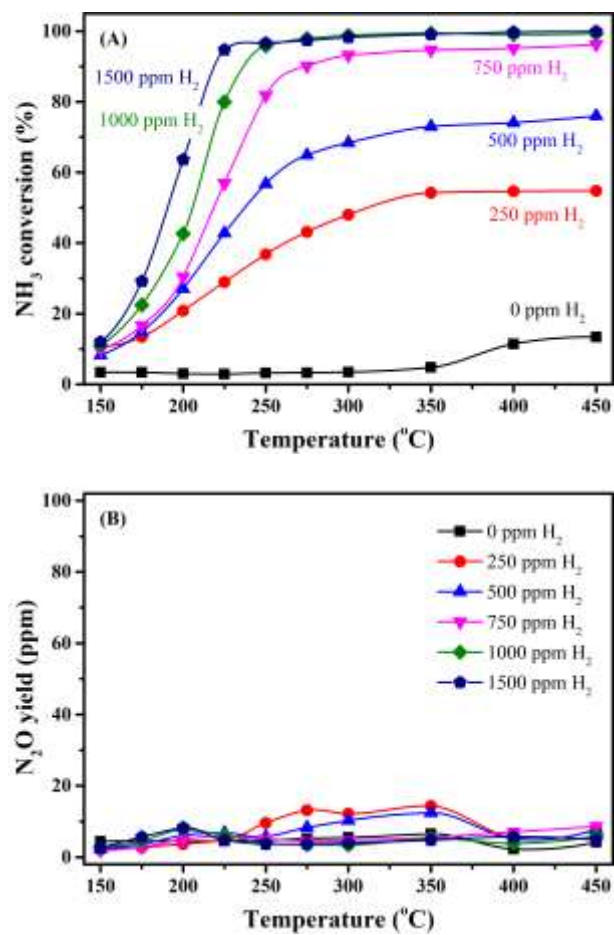 (A)
100
80
60
40
20
0
NH3 conversion (%)
1500 ppm H2
1000 ppm H2
750 ppm H2
500 ppm H2
250 ppm H2
0 ppm H2
150 200 250 300 350 400 450
Temperature (oC)
(B)
100
80
60
40
20
0
N2O yield (ppm)
0 ppm H2
250 ppm H2
500 ppm H2
750 ppm H2
1000 ppm H2
1500 ppm H2
150 200 250 300 350 400 450
Temperature (oC)